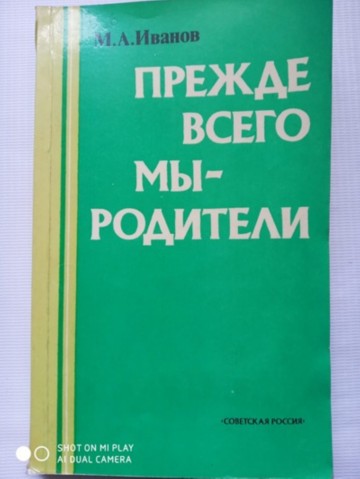 М.А.Иванов
ПРЕЖДЕ
ВСЕГО
МЫ-
РОДИТЕЛИ
«СОВЕТСКАЯ РОССИЯ»
SHOT ON MI PLAY
AI DUAL CAMERA